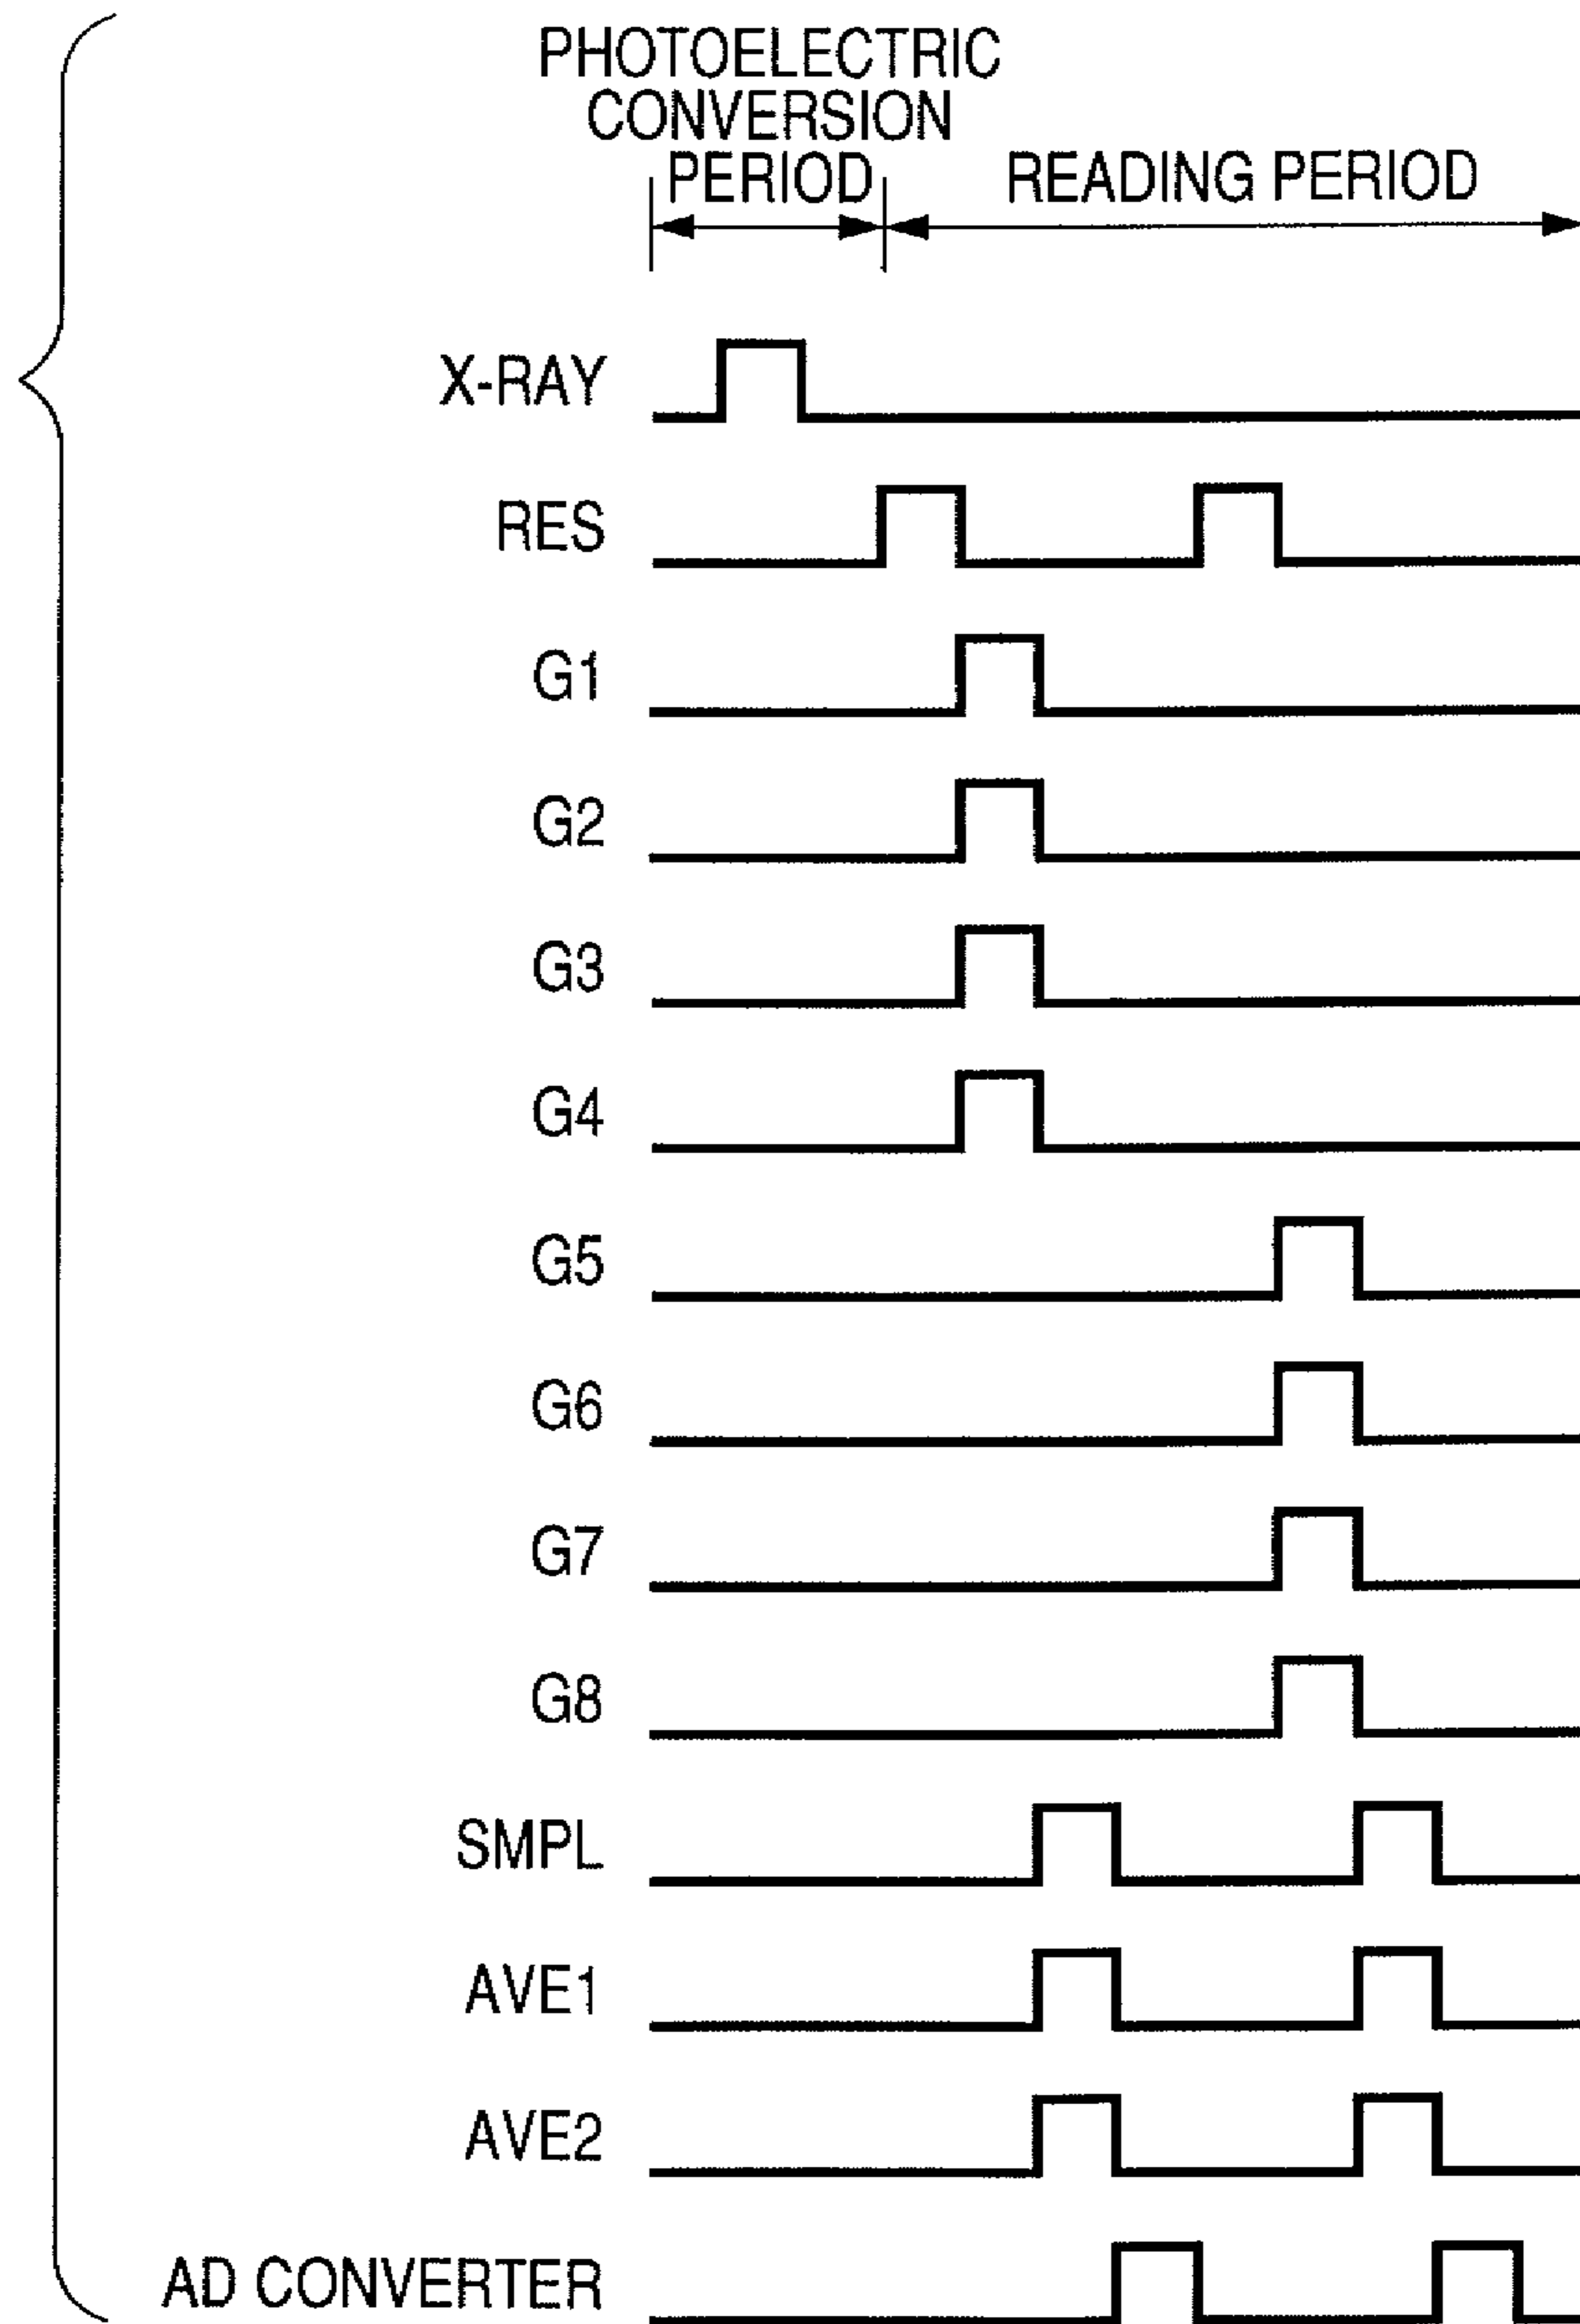 PHOTOELECTRIC
CONVERSION
PERIOD
READING PERIOD
X-RAY
RES
G1
G2
G3
G4
G5
G6
G7
G8
SMPL
AVE1
AVE2
AD CONVERTER